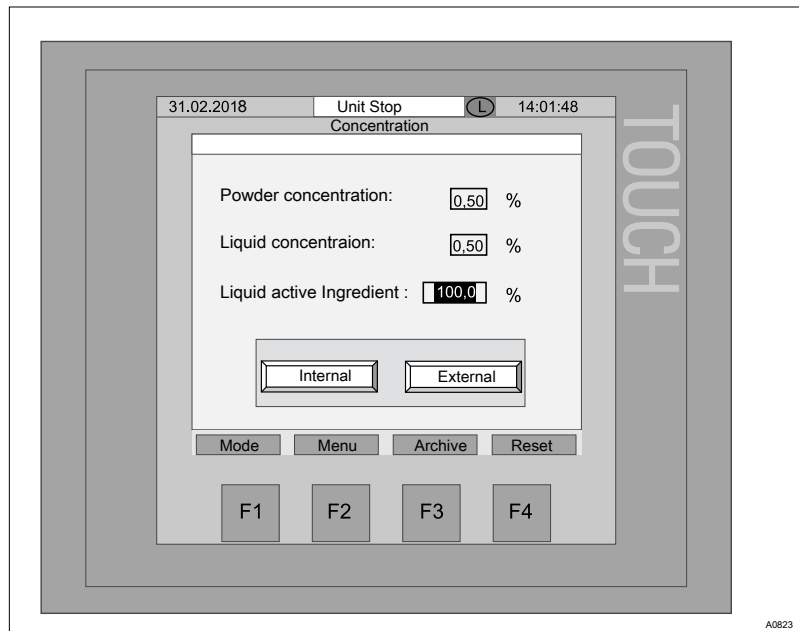 31.02.2018 Unit Stop L 14:01:48
Concentration
Powder concentration: 0,50 %
Liquid concentraion: 0,50 %
Liquid active Ingredient : 100,0 %
Internal External
Mode Menu Archive Reset
F1 F2 F3 F4
TOUCH
A0823